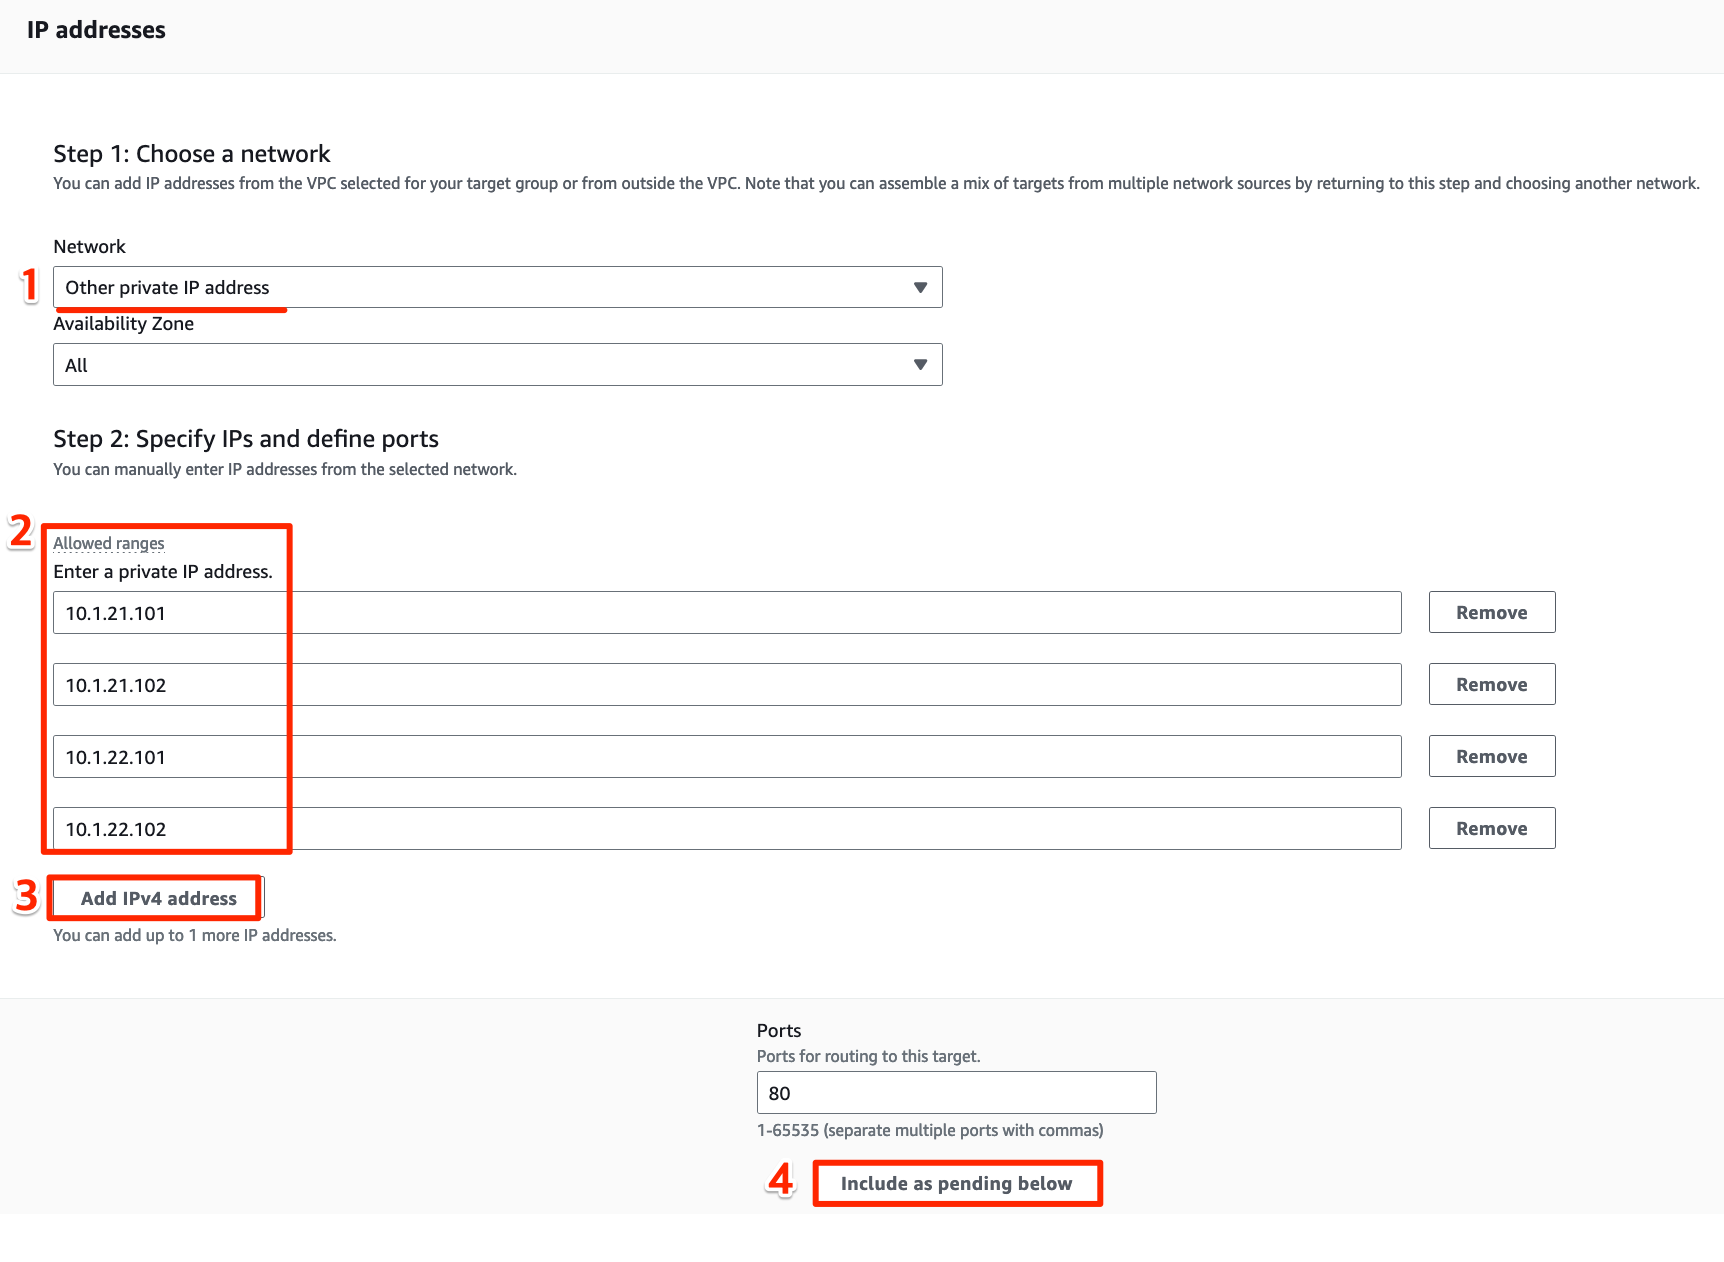 IP addresses
Step 1: Choose a network
You can add IP addresses from the VPC selected for your target group or from outside the VPC. Note that you can assemble a mix of targets from multiple network sources by returning to this step and choosing another network.
Network
1
Other private IP address
Availability Zone
All
Step 2: Specify IPs and define ports
You can manually enter IP addresses from the selected network.
2
Allowed ranges
Enter a private IP address.
10.1.21.101
Remove
10.1.21.102
Remove
10.1.22.101
Remove
10.1.22.102
Remove
3
Add IPv4 address
You can add up to 1 more IP addresses.
Ports
Ports for routing to this target.
80
1-65535 (separate multiple ports with commas)
4
Include as pending below